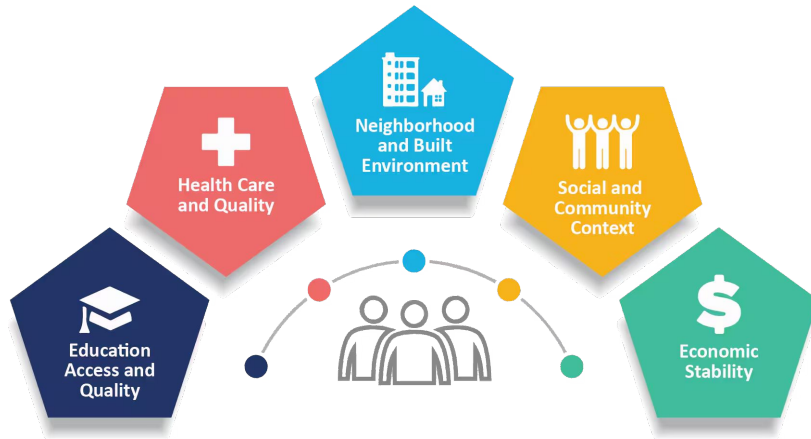 Neighborhood
and Built
Environment
Health Care
and Quality
Social and
Community
Context
Education
Access and
Quality
$
Economic
Stability